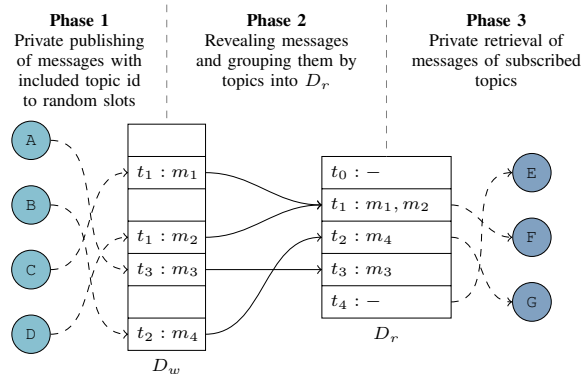 Phase 1
Private publishing
of messages with
included topic id
to random slots
Phase 2
Revealing messages
and grouping them by
topics into D_r
Phase 3
Private retrieval of
messages of subscribed
topics
A
B
C
D
t_1 : m_1
t_1 : m_2
t_3 : m_3
t_2 : m_4
D_w
t_0 : -
t_1 : m_1, m_2
t_2 : m_4
t_3 : m_3
t_4 : -
D_r
E
F
G